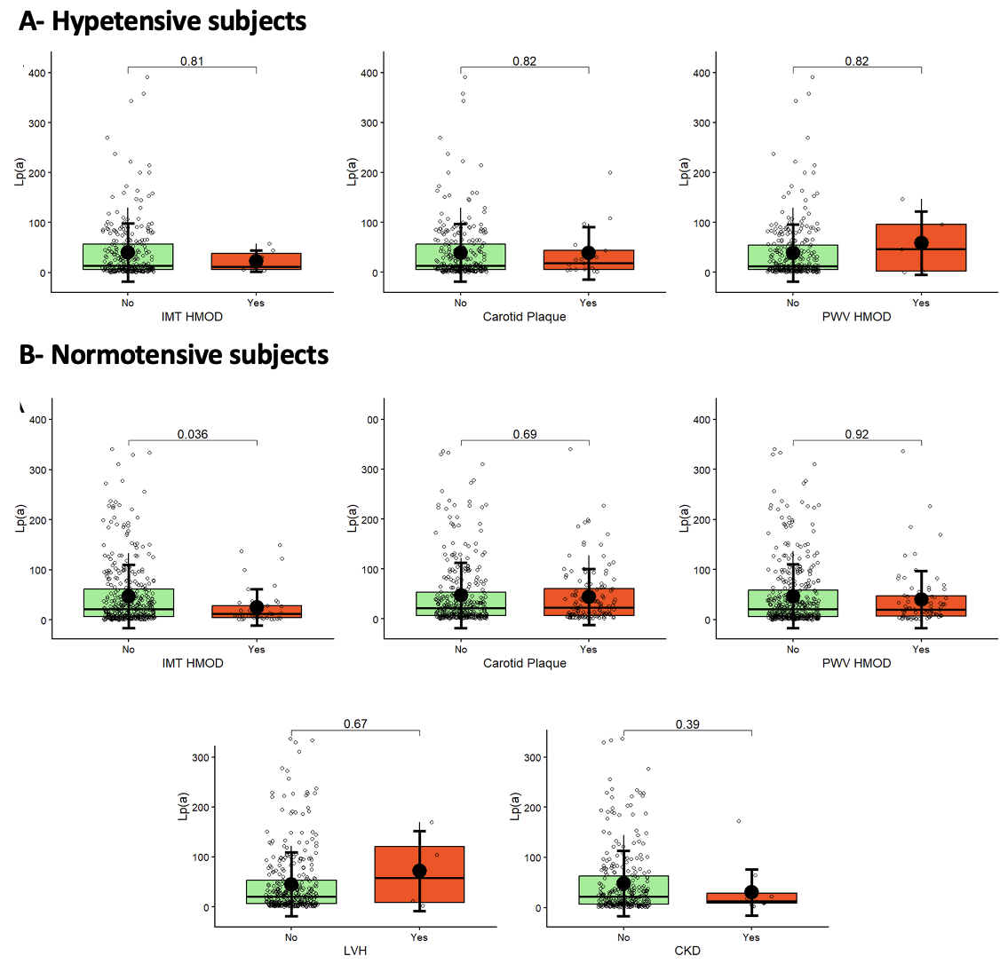 A- Hypetensive subjects
0.81
0.82
0.82
400
300
200
100
0
Lp(a)
No
Yes
IMT HMOD
400
300
200
100
0
Lp(a)
No
Yes
Carotid Plaque
400
300
200
100
0
Lp(a)
No
Yes
PWV HMOD
B- Normotensive subjects
0.036
0.69
0.92
400
300
200
100
0
Lp(a)
No
Yes
IMT HMOD
00
300
200
100
0
Lp(a)
No
Yes
Carotid Plaque
400
300
200
100
0
Lp(a)
No
Yes
PWV HMOD
0.67
0.39
300
200
100
0
Lp(a)
No
Yes
LVH
300
200
100
0
Lp(a)
No
Yes
CKD